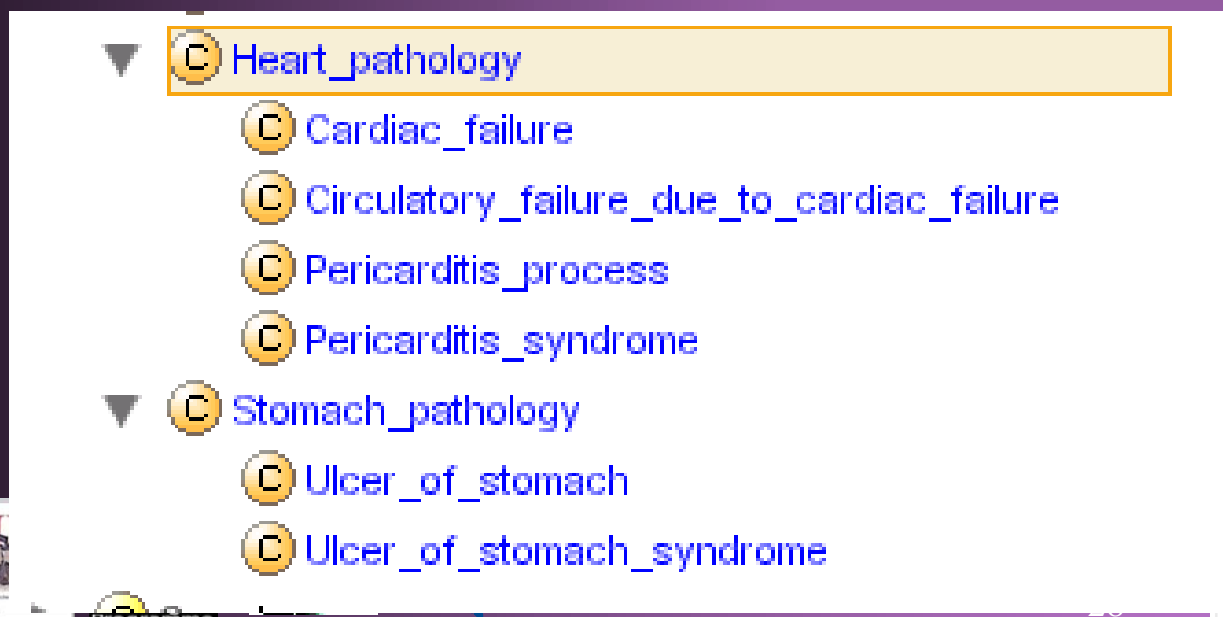 C Heart_pathology
C Cardiac_failure
C Circulatory_failure_due_to_cardiac_failure
C Pericarditis_process
C Pericarditis_syndrome
C Stomach_pathology
C Ulcer_of_stomach
C Ulcer_of_stomach_syndrome